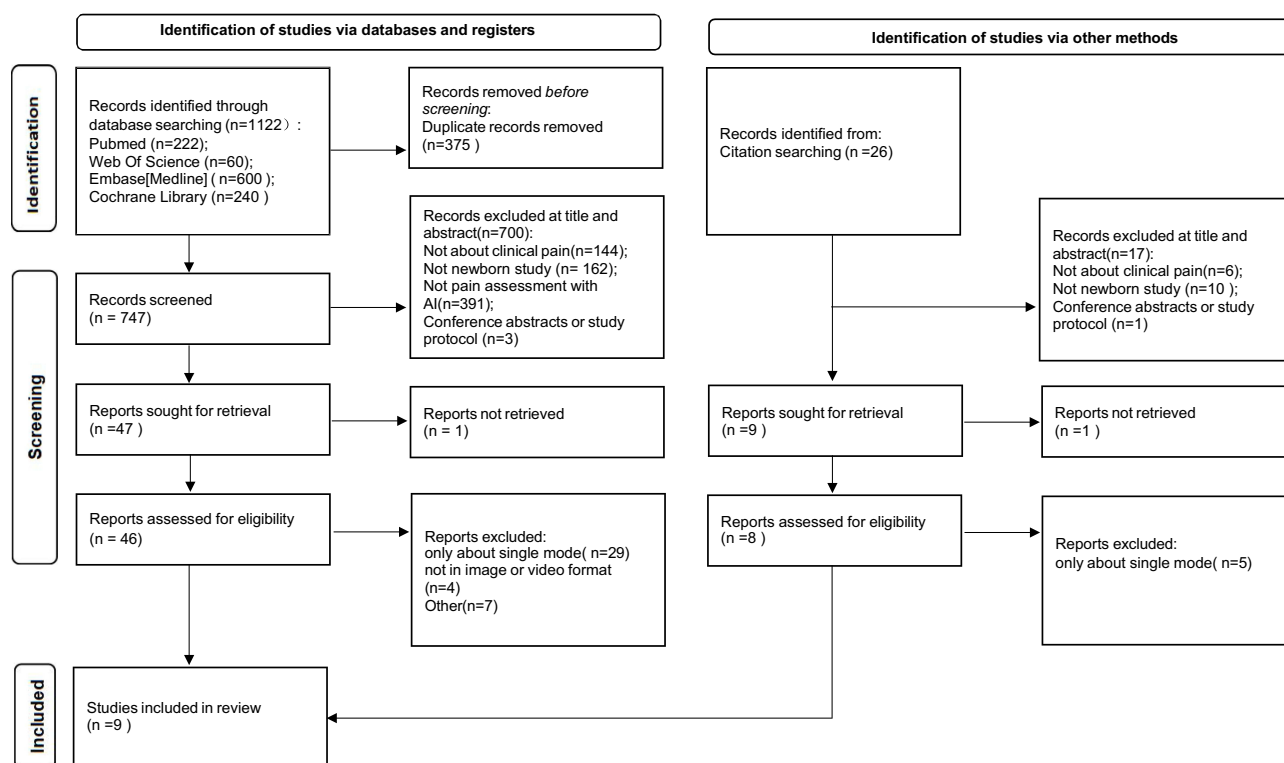 Identification of studies via databases and registers
Identification of studies via other methods
Identification
Records identified through
database searching (n=1122）:
Pubmed (n=222);
Web Of Science (n=60);
Embase[Medline] ( n=600 );
Cochrane Library (n=240 )
Records removed before
screening:
Duplicate records removed
(n=375 )
Records identified from:
Citation searching (n =26)
Screening
Records screened
(n = 747)
Records excluded at title and
abstract(n=700):
Not about clinical pain(n=144);
Not newborn study (n= 162);
Not pain assessment with
AI(n=391);
Conference abstracts or study
protocol (n=3)
Records excluded at title and
abstract(n=17):
Not about clinical pain(n=6);
Not newborn study (n=10 );
Conference abstracts or study
protocol (n=1)
Reports sought for retrieval
(n =47 )
Reports not retrieved
(n = 1)
Reports sought for retrieval
(n =9 )
Reports not retrieved
(n =1 )
Reports assessed for eligibility
(n = 46)
Reports excluded:
only about single mode( n=29)
not in image or video format
(n=4)
Other(n=7)
Reports assessed for eligibility
(n =8 )
Reports excluded:
only about single mode( n=5)
Included
Studies included in review
(n =9 )